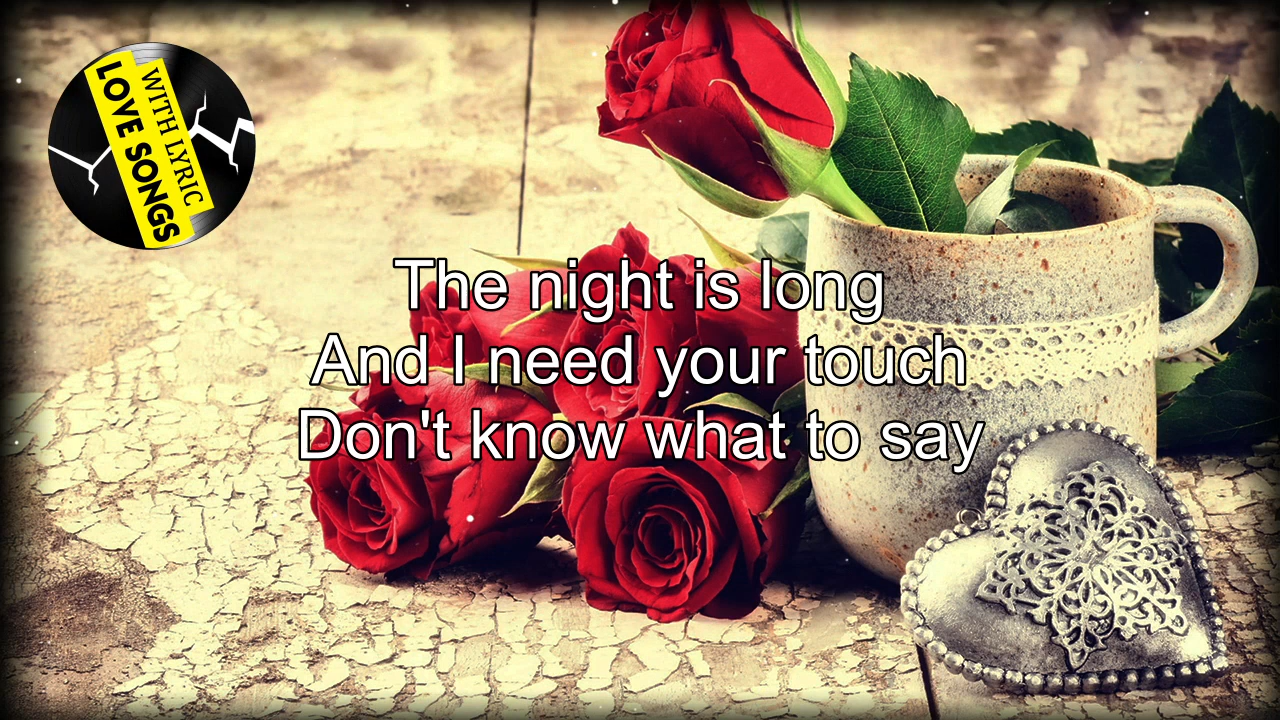 WITH LYRIC
LOVE SONGS
The night is long
And I need your touch
Don't know what to say